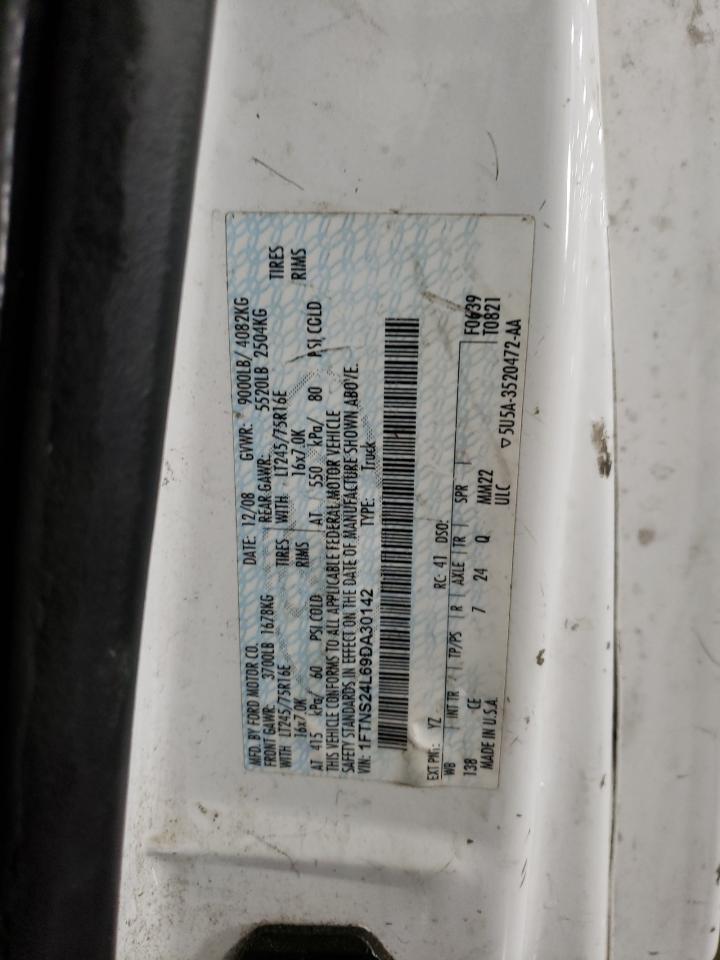 MFD. BY FORD MOTOR CO. DATE: 12/08 GVWR: 9000LB/ 4082KG
FRONT GAWR: 3700LB 1678KG REAR GAWR: 5520LB 2504KG
WITH LT245/75R16E TIRES WITH LT245/75R16E TIRES
16x7.0K RIMS 16x7.0K RIMS
AT 415 kPa/ 60 PSI COLD AT 550 kPa/ 80 PSI COLD
THIS VEHICLE CONFORMS TO ALL APPLICABLE FEDERAL MOTOR VEHICLE
SAFETY STANDARDS IN EFFECT ON THE DATE OF MANUFACTURE SHOWN ABOVE.
VIN: 1FTNS24L69DA30142 TYPE: Truck
EXT PNT: YZ RC: 41 DSO: F0639
WB INT TR TP/PS R AXLE TR SPR T0821
138 CE 7 24 Q MM22
MADE IN U.S.A. ULC ▽5U5A-3520472-AA